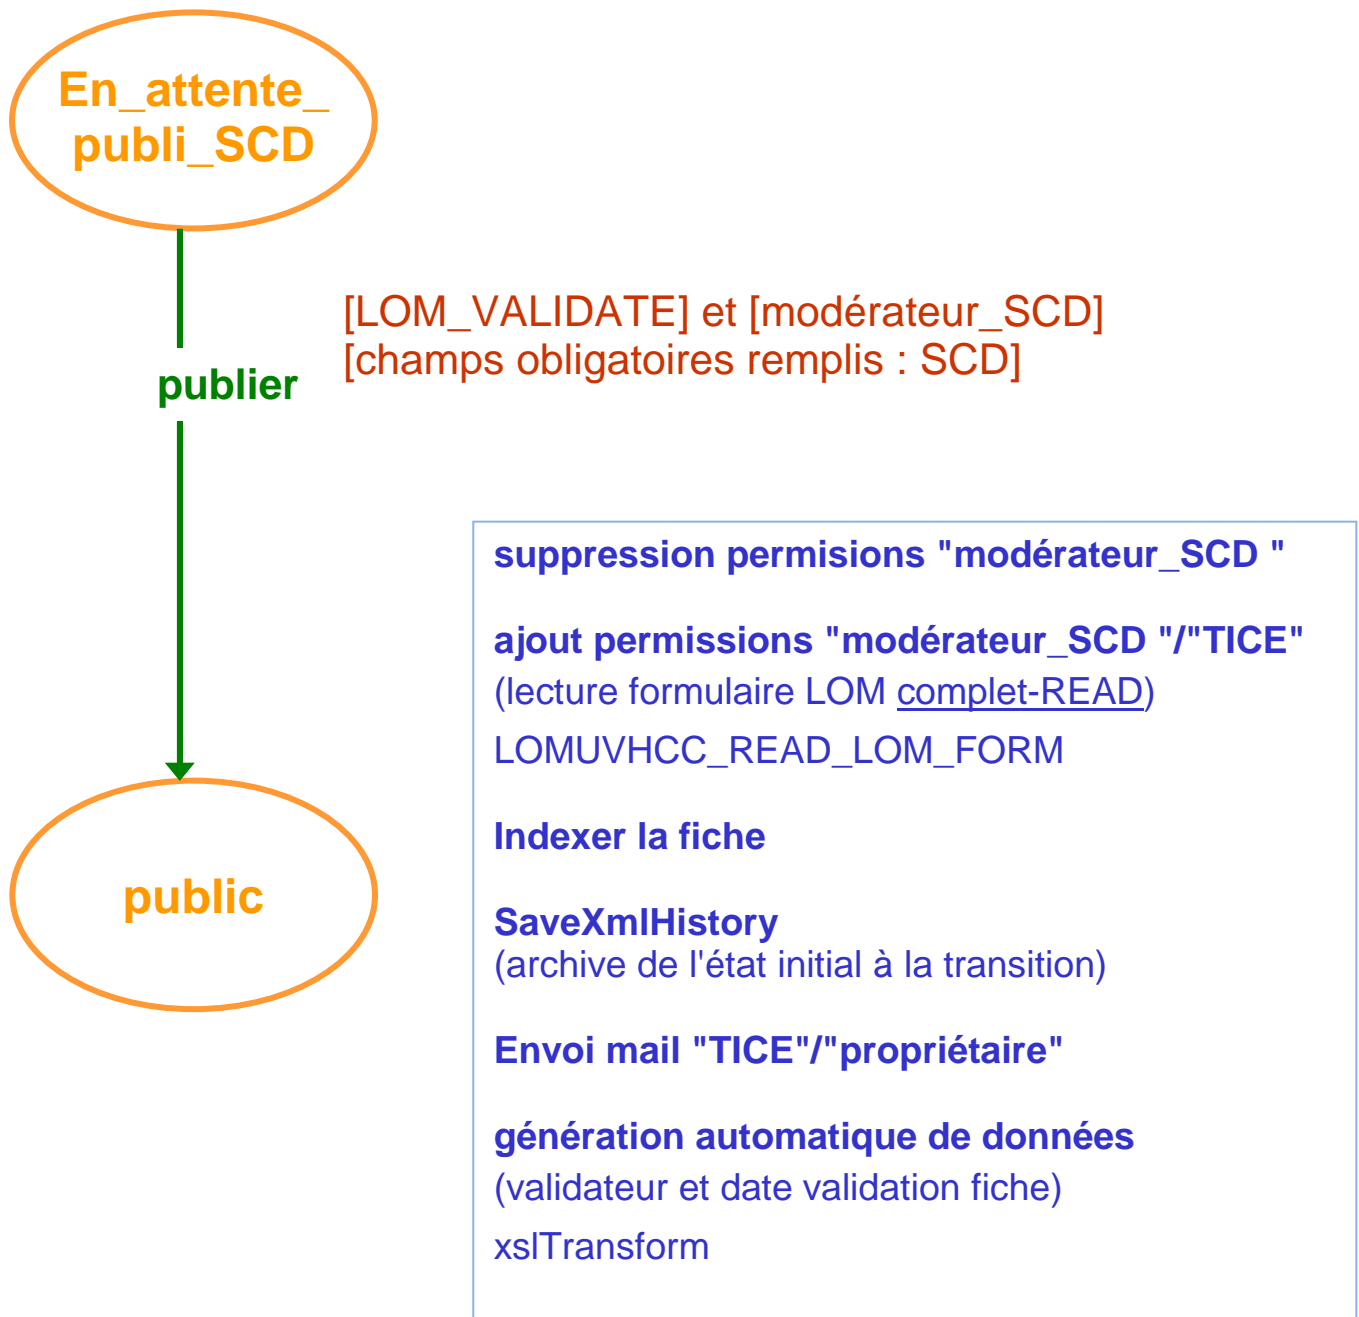 En_attente_
publi_SCD
[LOM_VALIDATE] et [modérateur_SCD]
[champs obligatoires remplis : SCD]
publier
suppression permisions "modérateur_SCD "
ajout permissions "modérateur_SCD "/"TICE"
(lecture formulaire LOM complet-READ)
LOMUVHCC_READ_LOM_FORM
Indexer la fiche
public
SaveXmlHistory
(archive de l'état initial à la transition)
Envoi mail "TICE"/"propriétaire"
génération automatique de données
(validateur et date validation fiche)
xslTransform